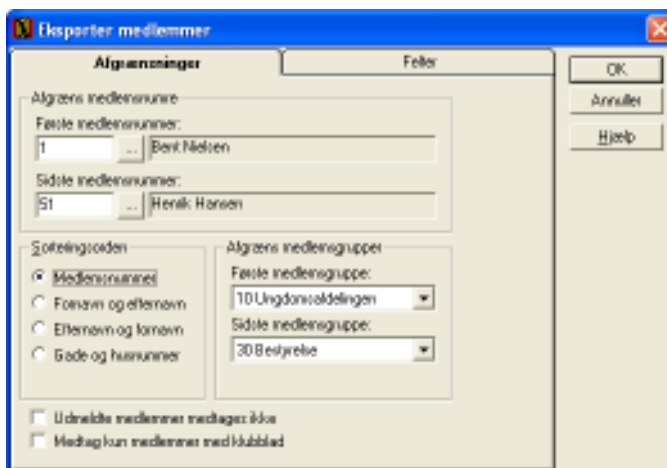 Eksporter medlemmer
Afgrænsninger
Felter
OK
Annuller
Hjælp
Afgræns medlemsnumre
Første medlemsnummer:
1 ... Bent Nielsen
Sidste medlemsnummer:
51 ... Henrik Hansen
Sorteringsorden
Medlemsnummer
Fornavn og efternavn
Efternavn og fornavn
Gade og husnummer
Afgræns medlemsgrupper
Første medlemsgruppe:
10 Ungdomsafdelingen
Sidste medlemsgruppe:
30 Bestyrelse
Udmeldte medlemmer medtages ikke
Medtag kun medlemmer med klubblad